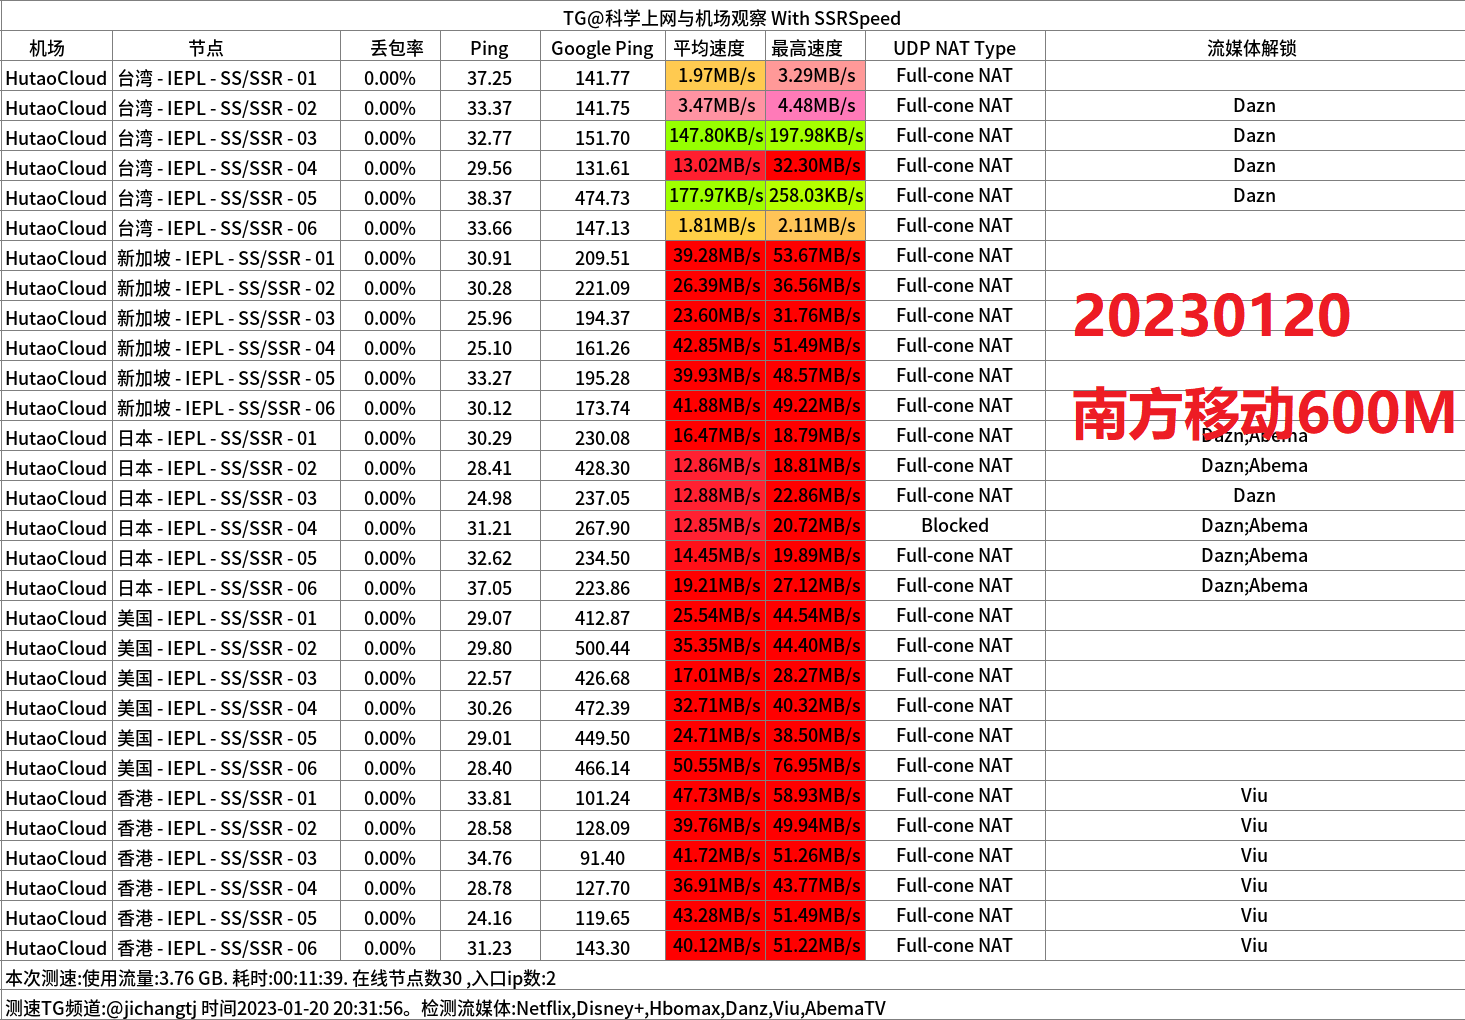 TG@科学上网与机场观察 With SSRSpeed
机场 节点 丢包率 Ping Google Ping 平均速度 最高速度 UDP NAT Type 流媒体解锁
HutaoCloud 台湾 - IEPL - SS/SSR - 01 0.00% 37.25 141.77 1.97MB/s 3.29MB/s Full-cone NAT
HutaoCloud 台湾 - IEPL - SS/SSR - 02 0.00% 33.37 141.75 3.47MB/s 4.48MB/s Full-cone NAT Dazn
HutaoCloud 台湾 - IEPL - SS/SSR - 03 0.00% 32.77 151.70 147.80KB/s 197.98KB/s Full-cone NAT Dazn
HutaoCloud 台湾 - IEPL - SS/SSR - 04 0.00% 29.56 131.61 13.02MB/s 32.30MB/s Full-cone NAT Dazn
HutaoCloud 台湾 - IEPL - SS/SSR - 05 0.00% 38.37 474.73 177.97KB/s 258.03KB/s Full-cone NAT Dazn
HutaoCloud 台湾 - IEPL - SS/SSR - 06 0.00% 33.66 147.13 1.81MB/s 2.11MB/s Full-cone NAT
HutaoCloud 新加坡 - IEPL - SS/SSR - 01 0.00% 30.91 209.51 39.28MB/s 53.67MB/s Full-cone NAT
HutaoCloud 新加坡 - IEPL - SS/SSR - 02 0.00% 30.28 221.09 26.39MB/s 36.56MB/s Full-cone NAT
HutaoCloud 新加坡 - IEPL - SS/SSR - 03 0.00% 25.96 194.37 23.60MB/s 31.76MB/s Full-cone NAT
20230120
HutaoCloud 新加坡 - IEPL - SS/SSR - 04 0.00% 25.10 161.26 42.85MB/s 51.49MB/s Full-cone NAT
HutaoCloud 新加坡 - IEPL - SS/SSR - 05 0.00% 33.27 195.28 39.93MB/s 48.57MB/s Full-cone NAT
HutaoCloud 新加坡 - IEPL - SS/SSR - 06 0.00% 30.12 173.74 41.88MB/s 49.22MB/s Full-cone NAT
南方移动600M
HutaoCloud 日本 - IEPL - SS/SSR - 01 0.00% 30.29 230.08 16.47MB/s 18.79MB/s Full-cone NAT Dazn;Abema
HutaoCloud 日本 - IEPL - SS/SSR - 02 0.00% 28.41 428.30 12.86MB/s 18.81MB/s Full-cone NAT Dazn;Abema
HutaoCloud 日本 - IEPL - SS/SSR - 03 0.00% 24.98 237.05 12.88MB/s 22.86MB/s Full-cone NAT Dazn
HutaoCloud 日本 - IEPL - SS/SSR - 04 0.00% 31.21 267.90 12.85MB/s 20.72MB/s Blocked Dazn;Abema
HutaoCloud 日本 - IEPL - SS/SSR - 05 0.00% 32.62 234.50 14.45MB/s 19.89MB/s Full-cone NAT Dazn;Abema
HutaoCloud 日本 - IEPL - SS/SSR - 06 0.00% 37.05 223.86 19.21MB/s 27.12MB/s Full-cone NAT Dazn;Abema
HutaoCloud 美国 - IEPL - SS/SSR - 01 0.00% 29.07 412.87 25.54MB/s 44.54MB/s Full-cone NAT
HutaoCloud 美国 - IEPL - SS/SSR - 02 0.00% 29.80 500.44 35.35MB/s 44.40MB/s Full-cone NAT
HutaoCloud 美国 - IEPL - SS/SSR - 03 0.00% 22.57 426.68 17.01MB/s 28.27MB/s Full-cone NAT
HutaoCloud 美国 - IEPL - SS/SSR - 04 0.00% 30.26 472.39 32.71MB/s 40.32MB/s Full-cone NAT
HutaoCloud 美国 - IEPL - SS/SSR - 05 0.00% 29.01 449.50 24.71MB/s 38.50MB/s Full-cone NAT
HutaoCloud 美国 - IEPL - SS/SSR - 06 0.00% 28.40 466.14 50.55MB/s 76.95MB/s Full-cone NAT
HutaoCloud 香港 - IEPL - SS/SSR - 01 0.00% 33.81 101.24 47.73MB/s 58.93MB/s Full-cone NAT Viu
HutaoCloud 香港 - IEPL - SS/SSR - 02 0.00% 28.58 128.09 39.76MB/s 49.94MB/s Full-cone NAT Viu
HutaoCloud 香港 - IEPL - SS/SSR - 03 0.00% 34.76 91.40 41.72MB/s 51.26MB/s Full-cone NAT Viu
HutaoCloud 香港 - IEPL - SS/SSR - 04 0.00% 28.78 127.70 36.91MB/s 43.77MB/s Full-cone NAT Viu
HutaoCloud 香港 - IEPL - SS/SSR - 05 0.00% 24.16 119.65 43.28MB/s 51.49MB/s Full-cone NAT Viu
HutaoCloud 香港 - IEPL - SS/SSR - 06 0.00% 31.23 143.30 40.12MB/s 51.22MB/s Full-cone NAT Viu
本次测速:使用流量:3.76 GB. 耗时:00:11:39. 在线节点数30 ,入口ip数:2
测速TG频道:@jichangtj 时间2023-01-20 20:31:56。检测流媒体:Netflix,Disney+,Hbomax,Danz,Viu,AbemaTV